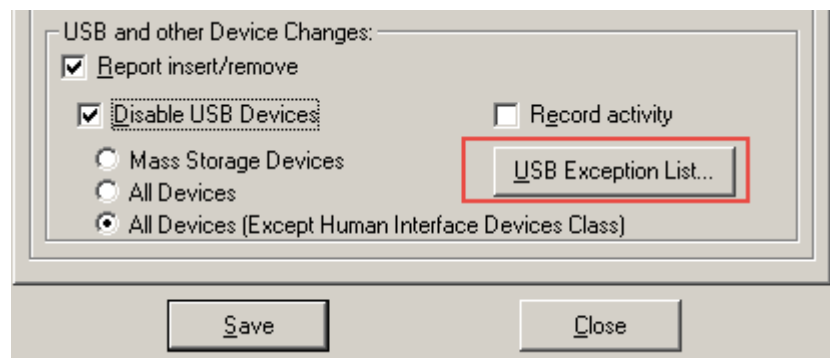 USB and other Device Changes:
Report insert/remove
Disable USB Devices
Record activity
Mass Storage Devices
USB Exception List...
All Devices
All Devices (Except Human Interface Devices Class)
Save
Close